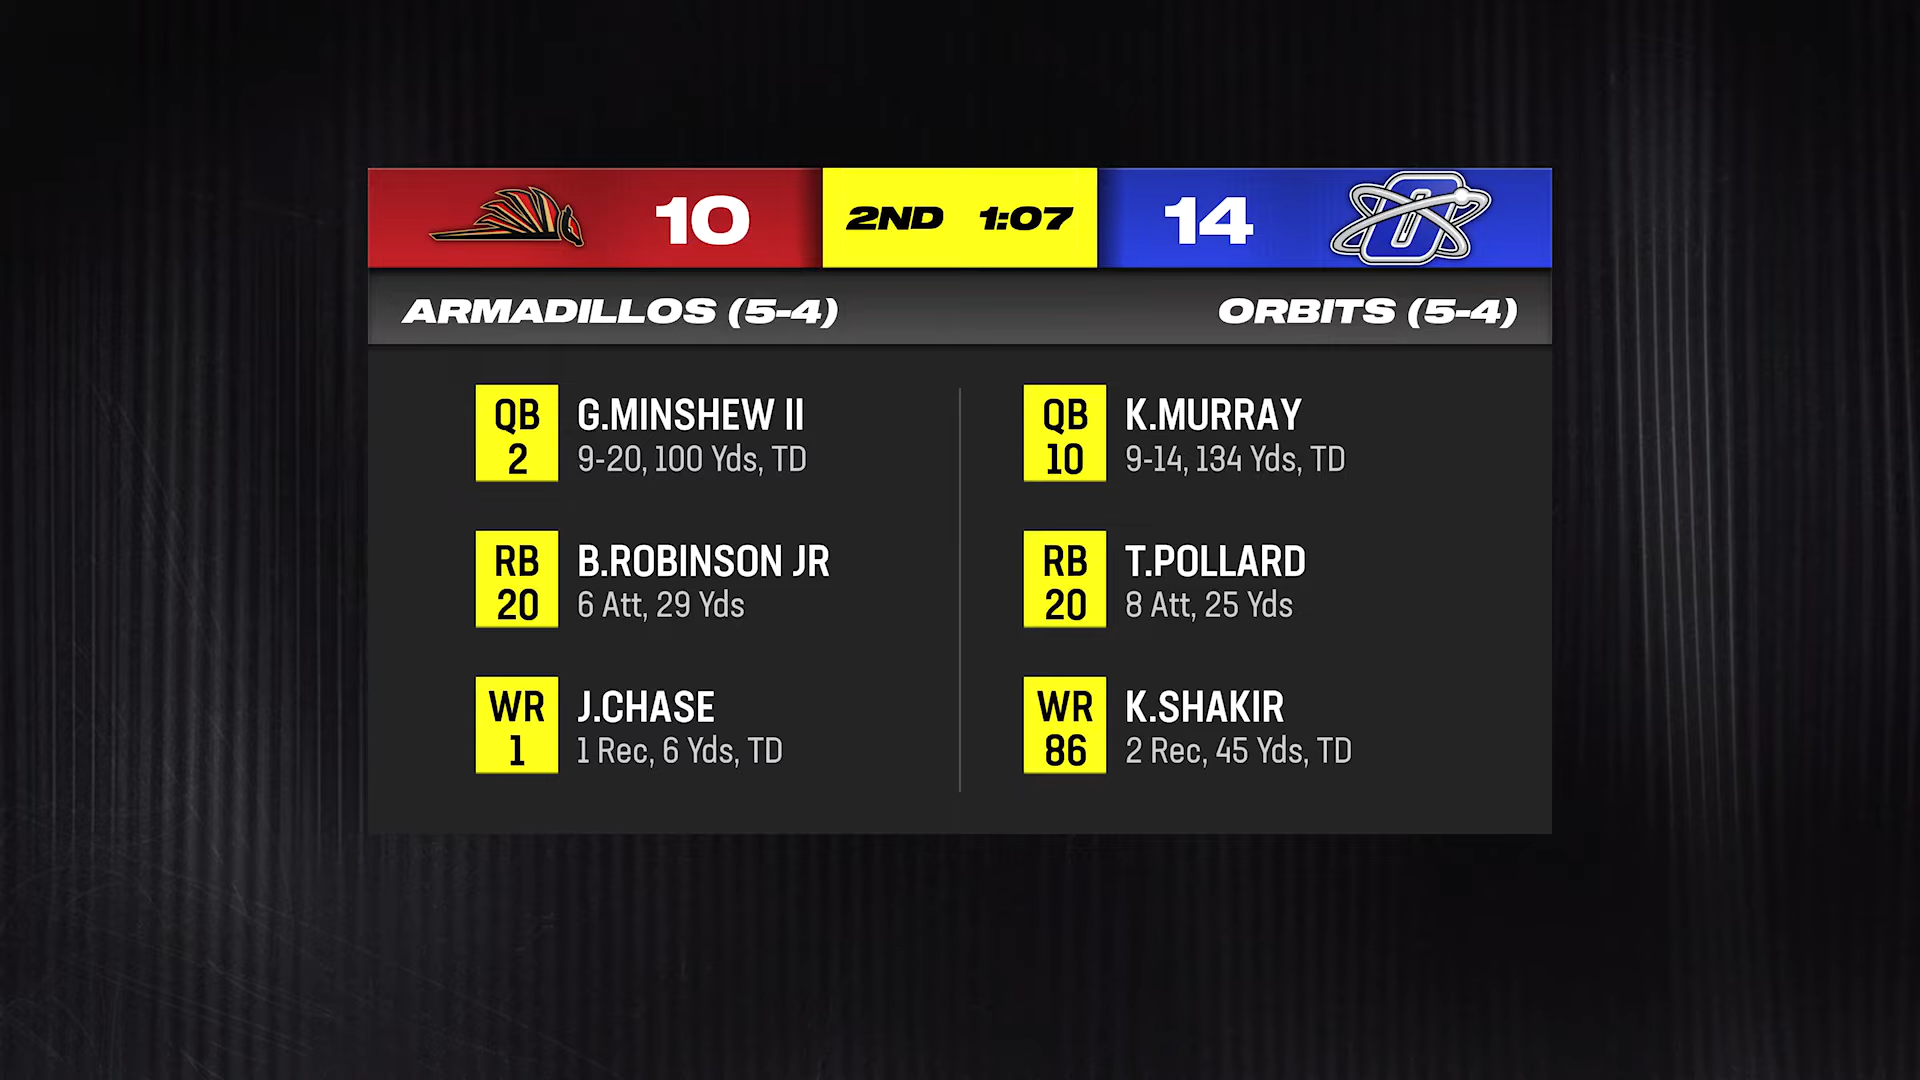 10
2ND 1:07
14
ARMADILLOS (5-4)
ORBITS (5-4)
QB
2
G.MINSHEW II
9-20, 100 Yds, TD
RB
20
B.ROBINSON JR
6 Att, 29 Yds
WR
1
J.CHASE
1 Rec, 6 Yds, TD
QB
10
K.MURRAY
9-14, 134 Yds, TD
RB
20
T.POLLARD
8 Att, 25 Yds
WR
86
K.SHAKIR
2 Rec, 45 Yds, TD